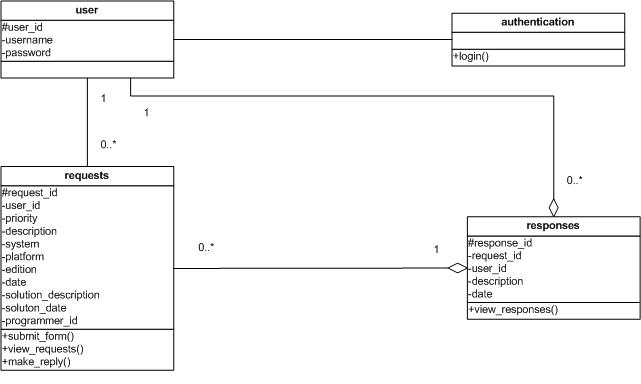 user
#user_id
-username
-password
authentication
+login()
1
1
0..*
requests
#request_id
-user_id
-priority
-description
-system
-platform
-edition
-date
-solution_description
-soluton_date
-programmer_id
+submit_form()
+view_requests()
+make_reply()
0..*
1
0..*
responses
#response_id
-request_id
-user_id
-description
-date
+view_responses()